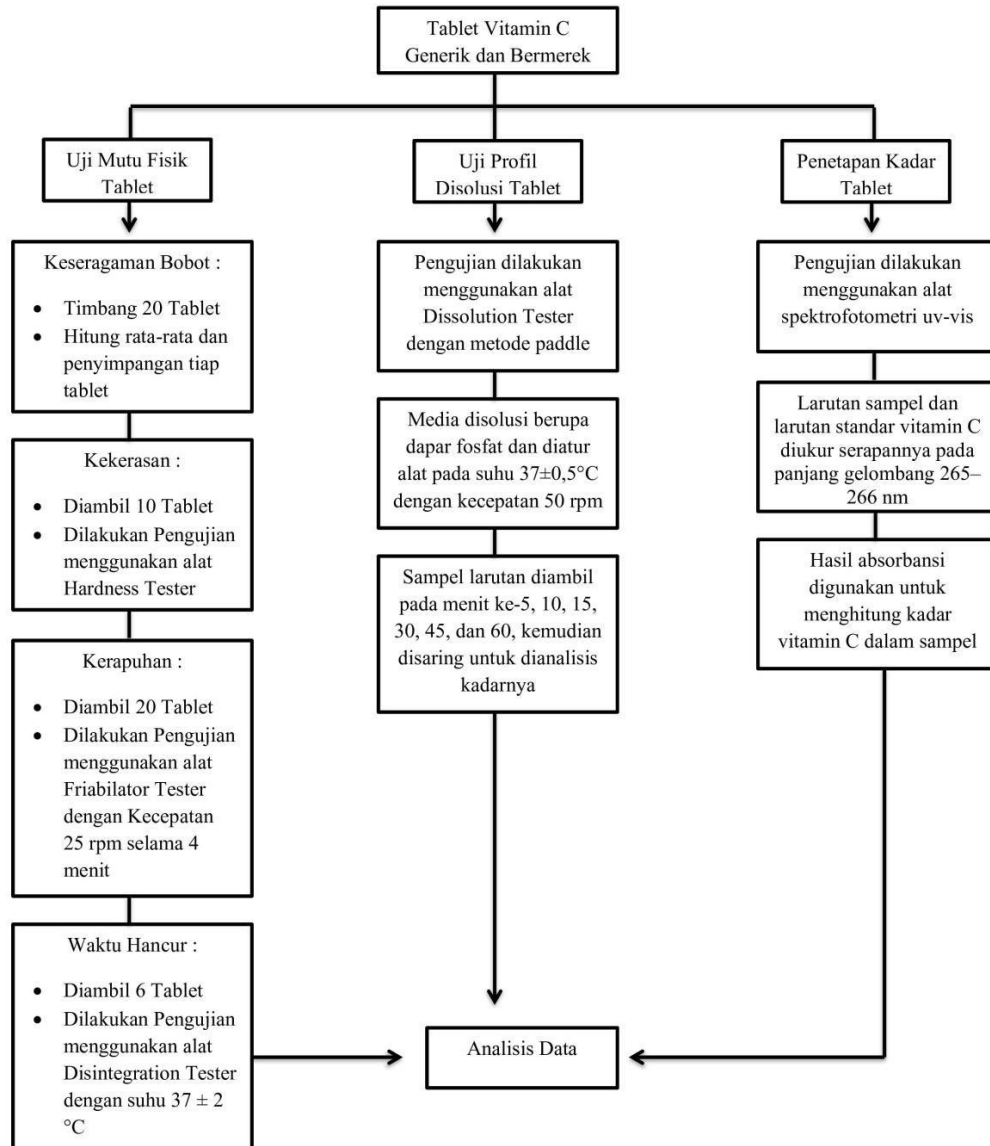 Tablet Vitamin C
Generik dan Bermerek
Uji Mutu Fisik
Tablet
Uji Profil
Disolusi Tablet
Penetapan Kadar
Tablet
Keseragaman Bobot :
• Timbang 20 Tablet
• Hitung rata-rata dan
penyimpangan tiap
tablet
Kekerasan :
• Diambil 10 Tablet
• Dilakukan Pengujian
menggunakan alat
Hardness Tester
Kerapuhan :
• Diambil 20 Tablet
• Dilakukan Pengujian
menggunakan alat
Friabilator Tester
dengan Kecepatan
25 rpm selama 4
menit
Waktu Hancur :
• Diambil 6 Tablet
• Dilakukan Pengujian
menggunakan alat
Disintegration Tester
dengan suhu 37 ± 2
°C
Pengujian dilakukan
menggunakan alat
Dissolution Tester
dengan metode paddle
Media disolusi berupa
dapar fosfat dan diatur
alat pada suhu 37±0,5°C
dengan kecepatan 50 rpm
Sampel larutan diambil
pada menit ke-5, 10, 15,
30, 45, dan 60, kemudian
disaring untuk dianalisis
kadarnya
Pengujian dilakukan
menggunakan alat
spektrofotometri uv-vis
Larutan sampel dan
larutan standar vitamin C
diukur serapannya pada
panjang gelombang 265–
266 nm
Hasil absorbansi
digunakan untuk
menghitung kadar
vitamin C dalam sampel
Analisis Data